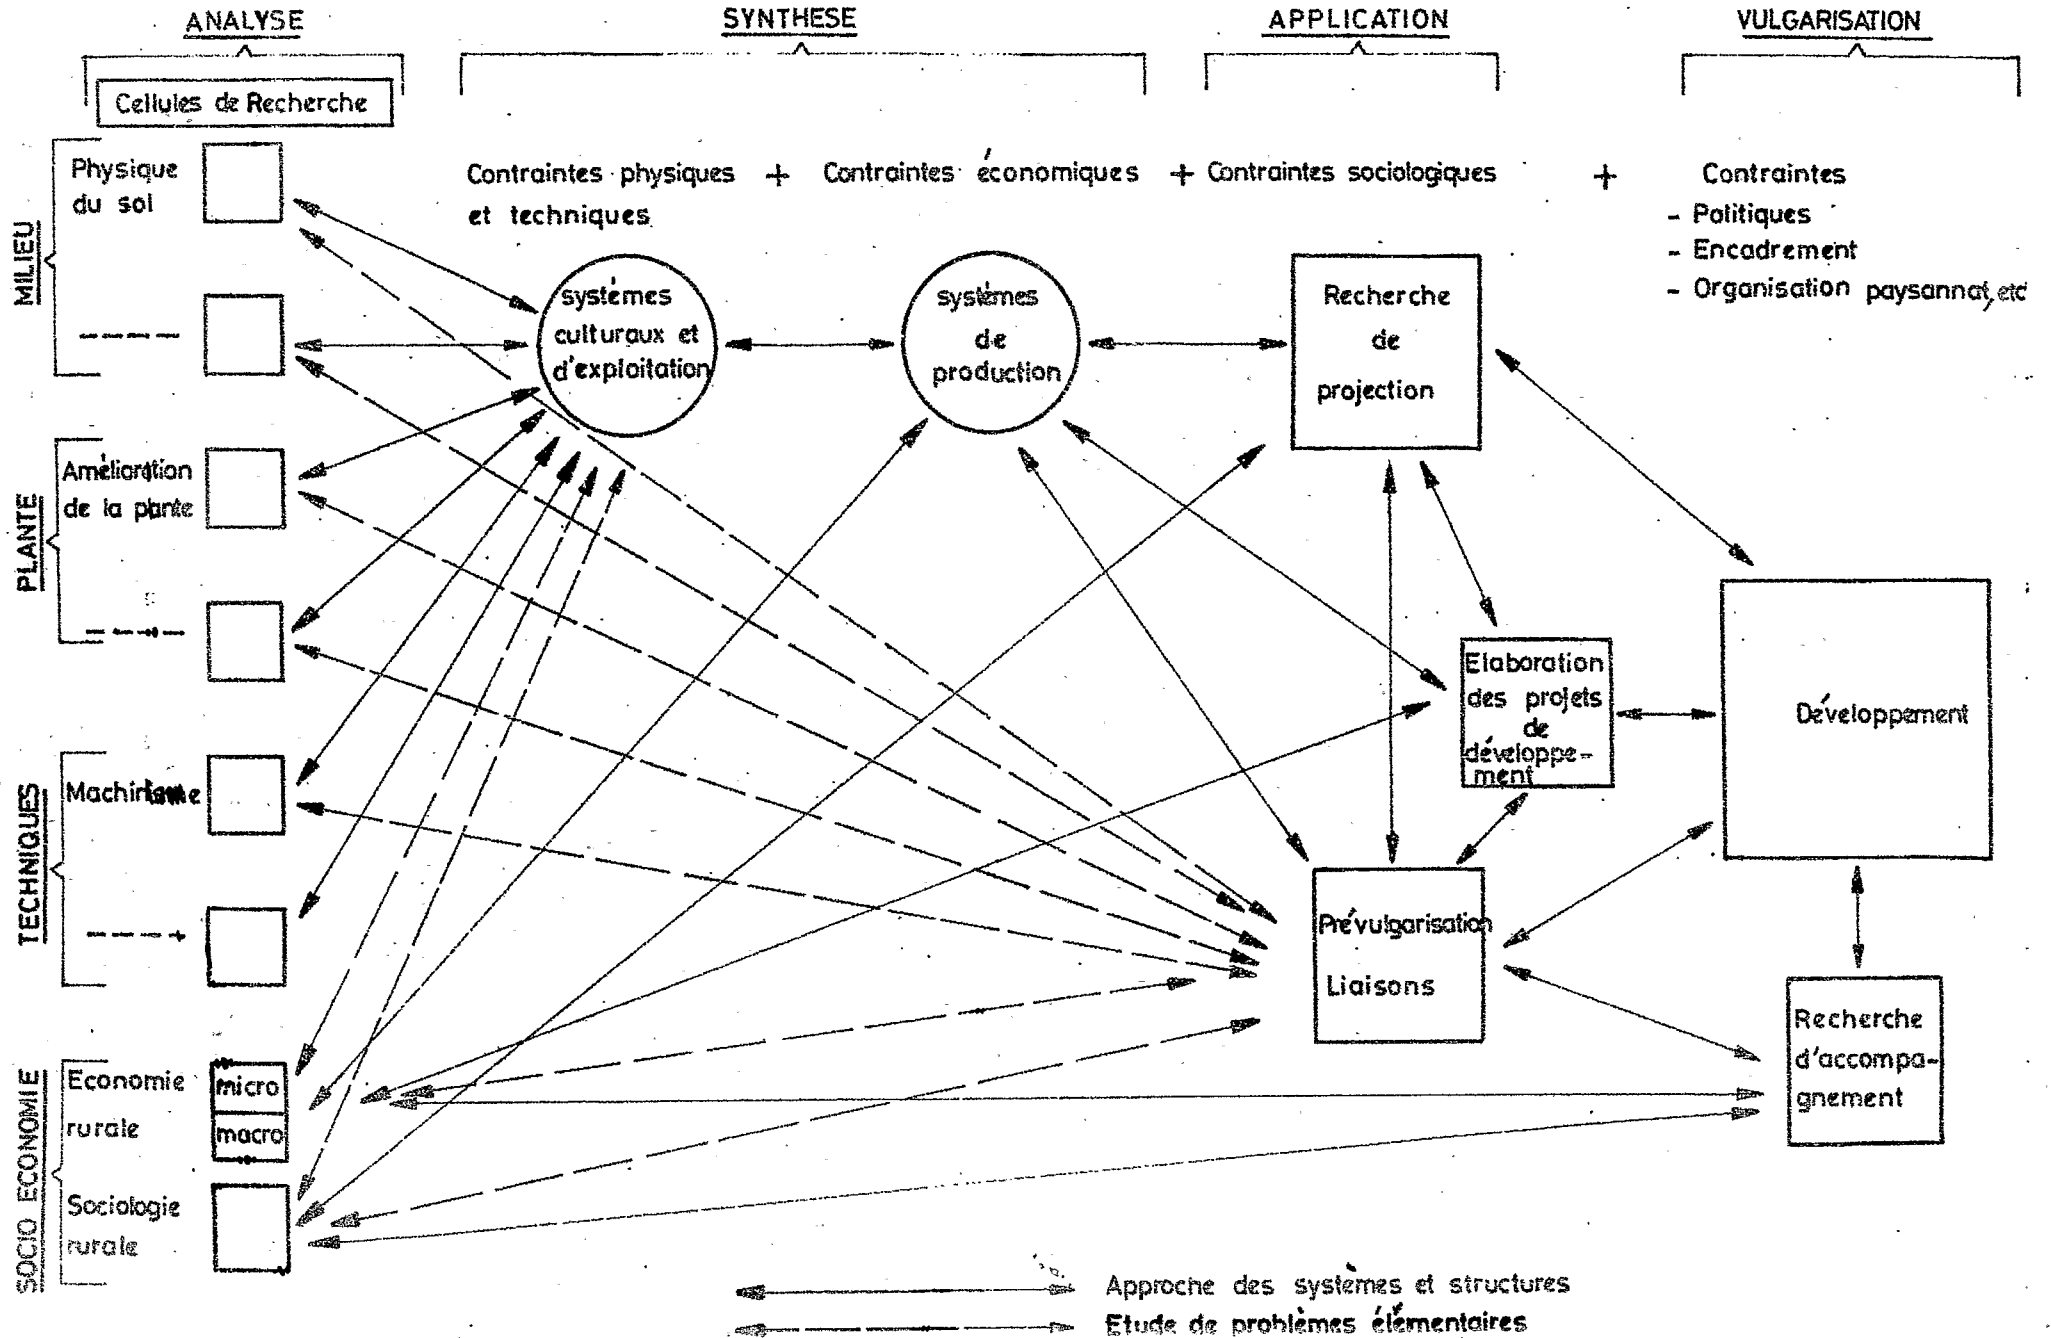 ANALYSE
SYNTHESE
APPLICATION
VULGARISATION
Cellules de Recherche
MILIEU
Physique
du sol
Contraintes physiques
et techniques
+
Contraintes économiques
+
Contraintes sociologiques
+
Contraintes
- Politiques
- Encadrement
- Organisation paysannat, etc
systèmes
culturaux et
d'exploitation
systèmes
de
production
Recherche
de
projection
PLANTE
Amélioration
de la plante
Elaboration
des projets
de
développe-
ment
Développement
TECHNIQUES
Prévulgarisation
Liaisons
Recherche
d'accompa-
gnement
SOCIO ECONOMIE
Economie
rurale
micro
macro
Sociologie
rurale
Approche des systèmes et structures
Etude de problèmes élémentaires